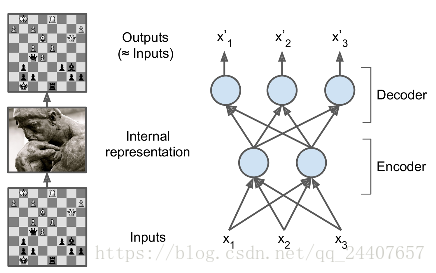 Outputs
(≈ Inputs)
x'1 x'2 x'3
Decoder
Internal
representation
Encoder
Inputs
x1 x2 x3
https://blog.csdn.net/qq_24407657